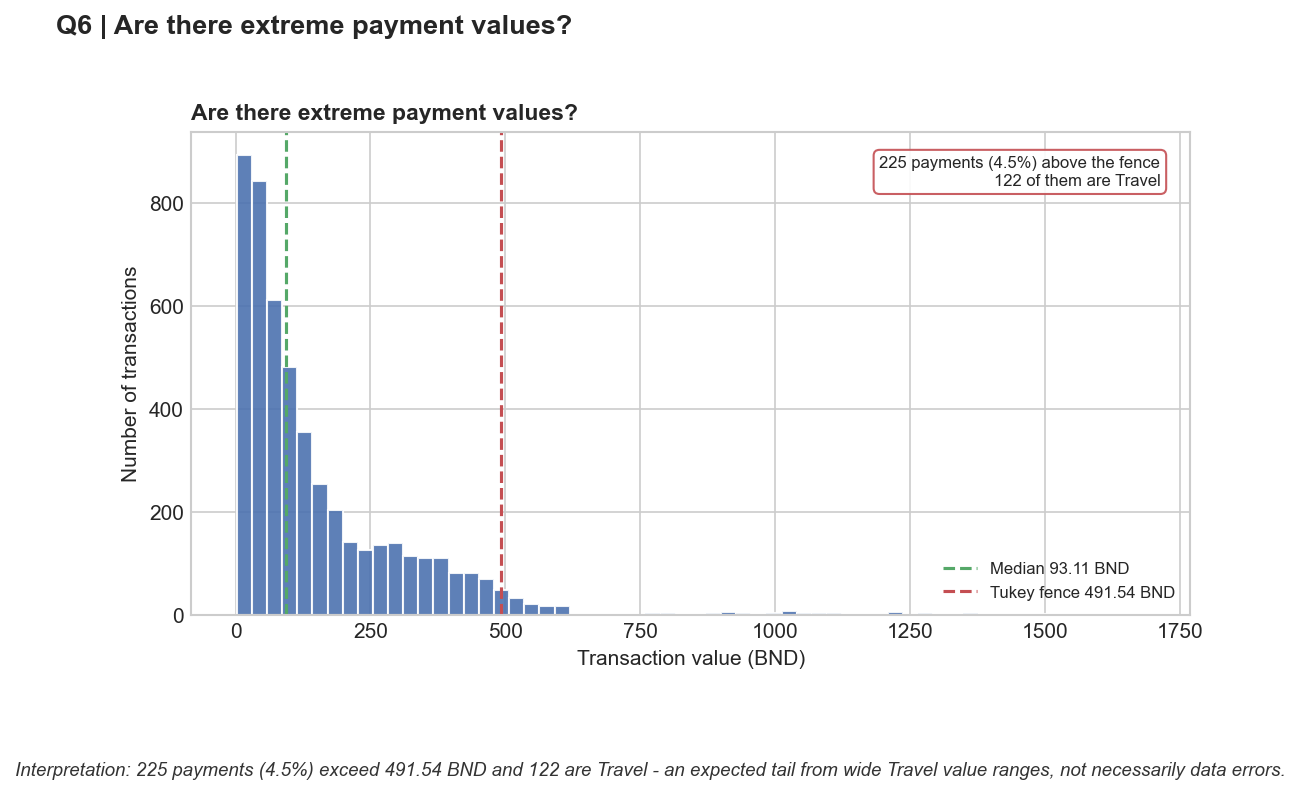 Q6 | Are there extreme payment values?
Are there extreme payment values?
225 payments (4.5%) above the fence
122 of them are Travel
Number of transactions
800
600
400
200
0
Median 93.11 BND
Tukey fence 491.54 BND
0 250 500 750 1000 1250 1500 1750
Transaction value (BND)
Interpretation: 225 payments (4.5%) exceed 491.54 BND and 122 are Travel - an expected tail from wide Travel value ranges, not necessarily data errors.